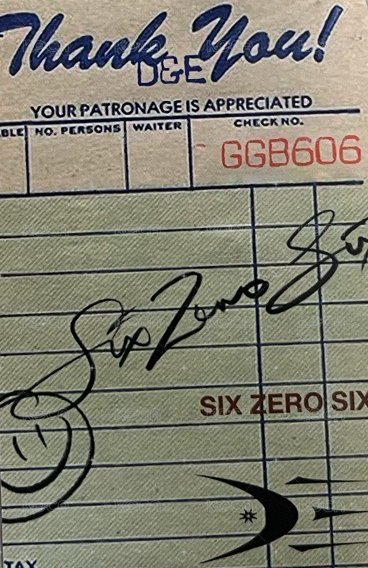 Thank You!
D&E
YOUR PATRONAGE IS APPRECIATED
BLE NO. PERSONS WAITER CHECK NO.
GGB606
Six Zero Six
SIX ZERO SIX
TAX